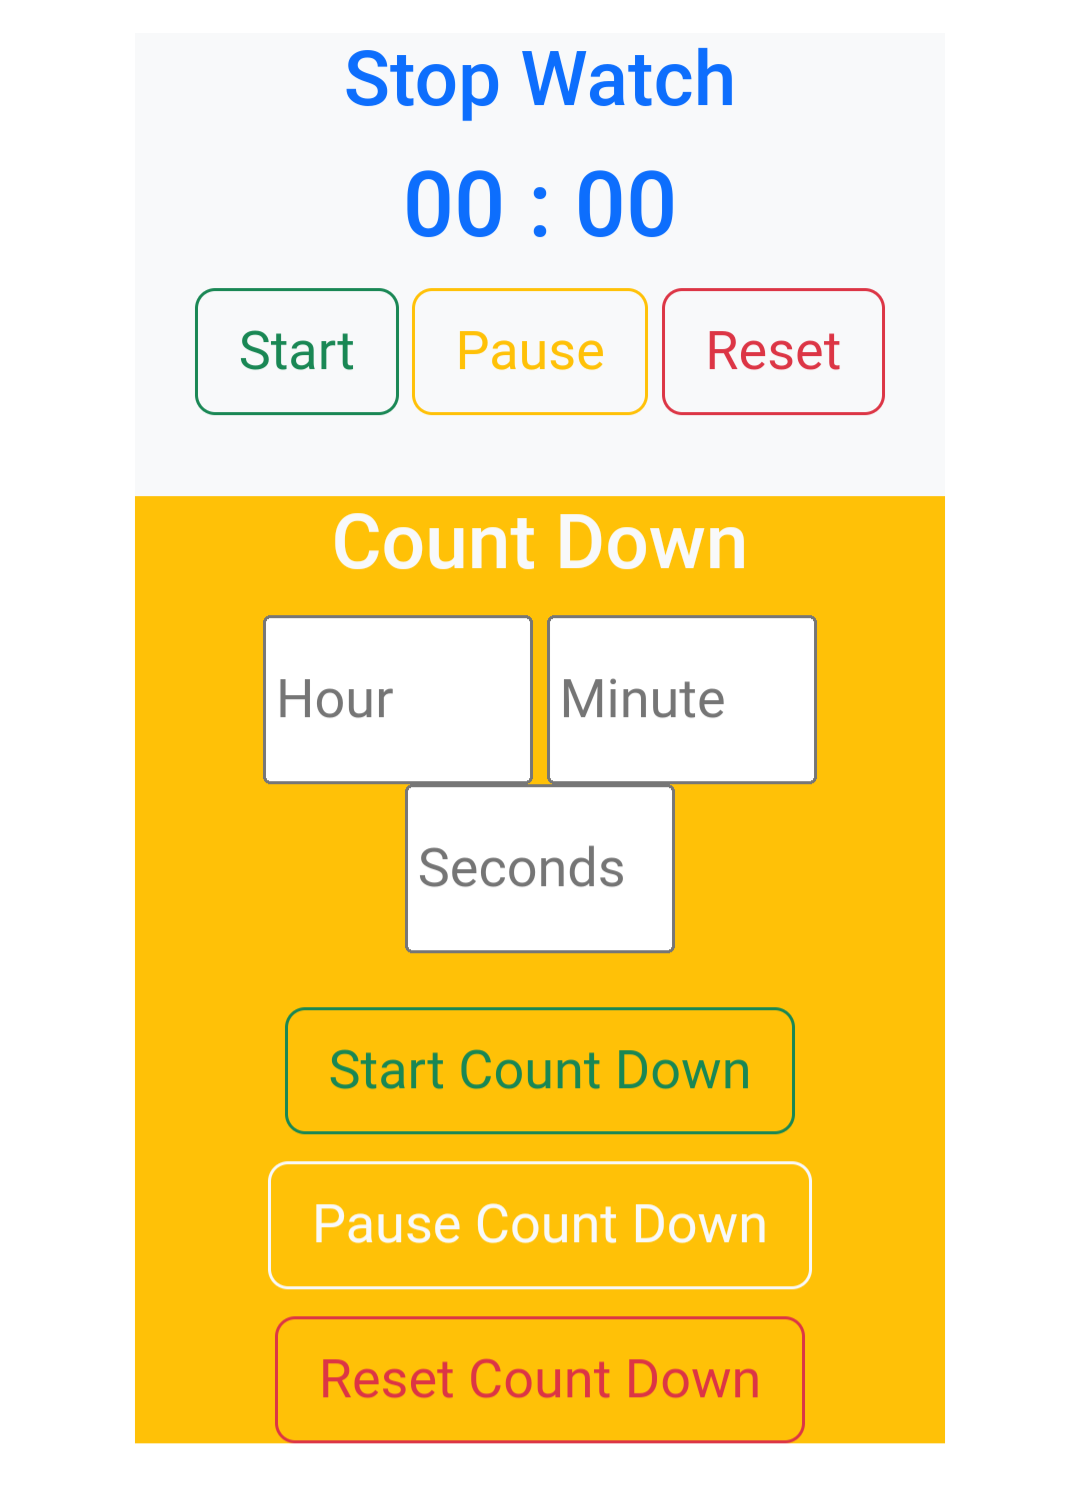 Stop Watch
00 : 00
Start Pause Reset
Count Down
Hour Minute
Seconds
Start Count Down
Pause Count Down
Reset Count Down